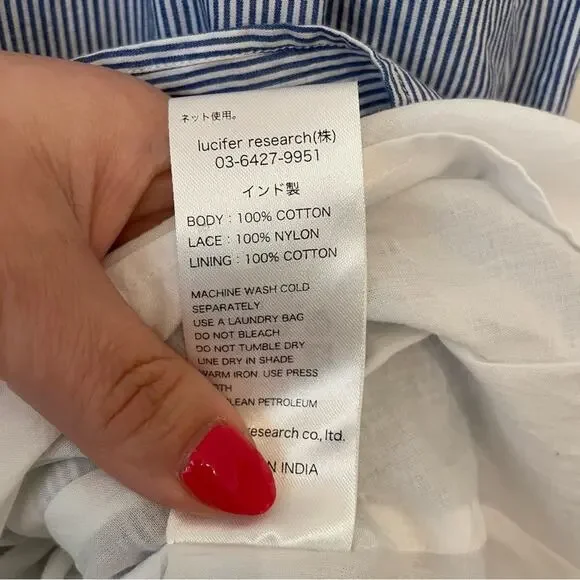 ネット使用。
lucifer research(株)
03-6427-9951
インド製
BODY : 100% COTTON
LACE : 100% NYLON
LINING : 100% COTTON
MACHINE WASH COLD
SEPARATELY
USE A LAUNDRY BAG
DO NOT BLEACH
DO NOT TUMBLE DRY
LINE DRY IN SHADE
WARM IRON. USE PRESS
PETROLEUM
research co., ltd.
INDIA